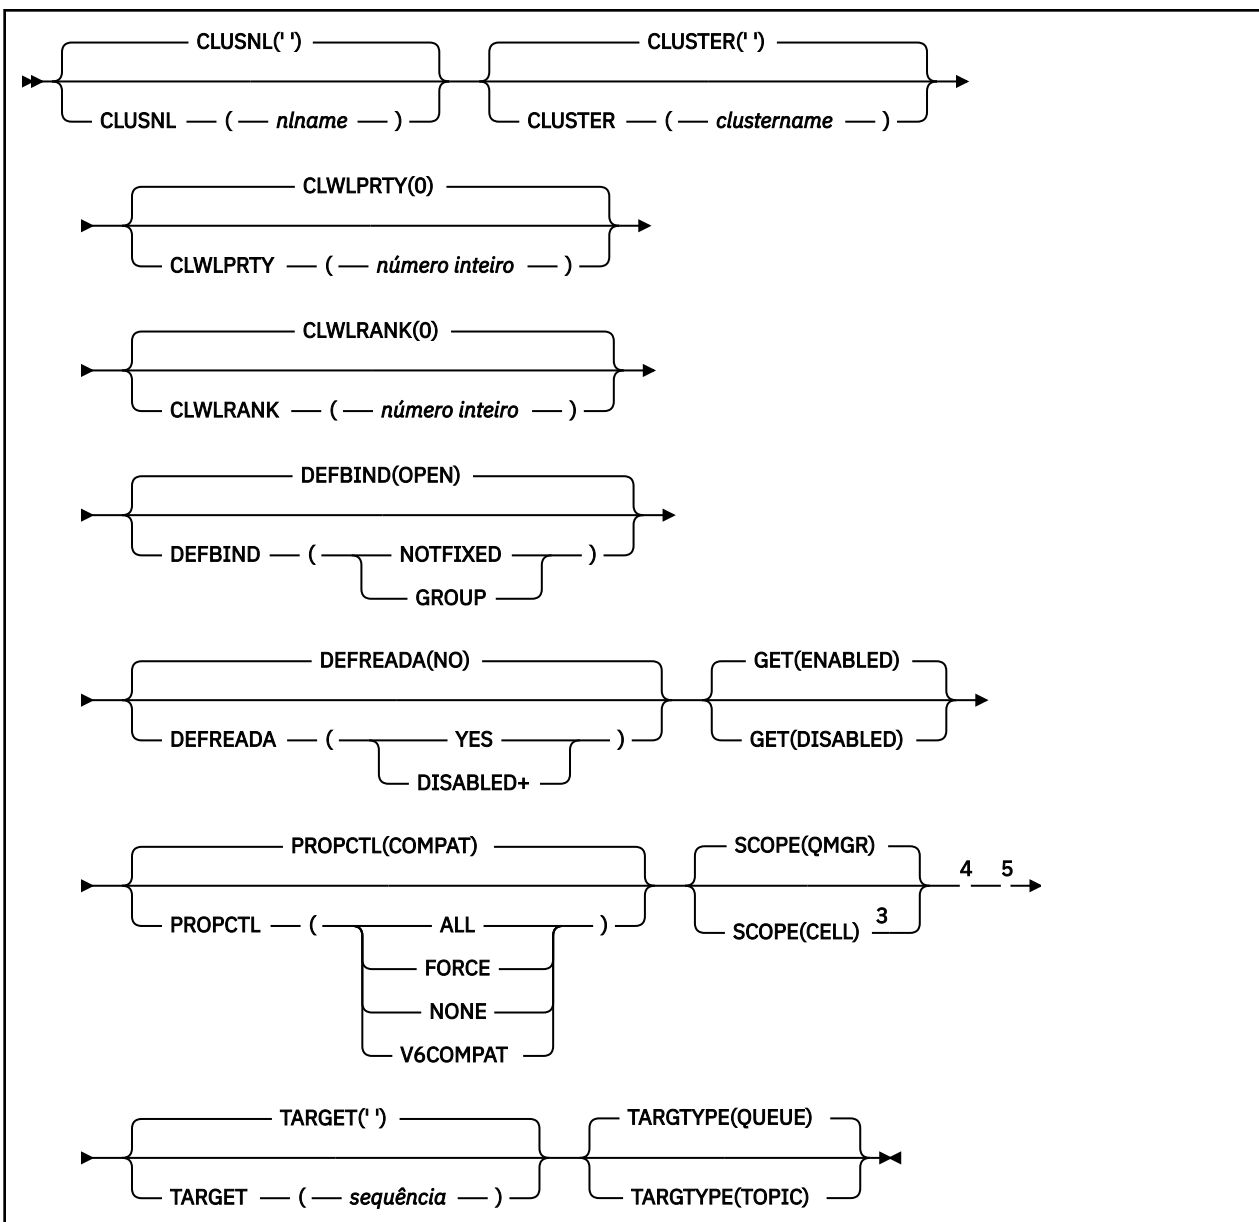 CLUSNL(' ') CLUSTER(' ')
CLUSNL ( nlname ) CLUSTER ( clustername )
CLWLPRTY(0)
CLWLPRTY ( número inteiro )
CLWLRANK(0)
CLWLRANK ( número inteiro )
DEFBIND(OPEN)
DEFBIND ( NOTFIXED )
GROUP
DEFREADA(NO) GET(ENABLED)
DEFREADA ( YES ) GET(DISABLED)
DISABLED+
PROPCTL(COMPAT) SCOPE(QMGR)
4 5
PROPCTL ( ALL ) SCOPE(CELL) 3
FORCE
NONE
V6COMPAT
TARGET(' ') TARGTYPE(QUEUE)
TARGET ( sequência ) TARGTYPE(TOPIC)